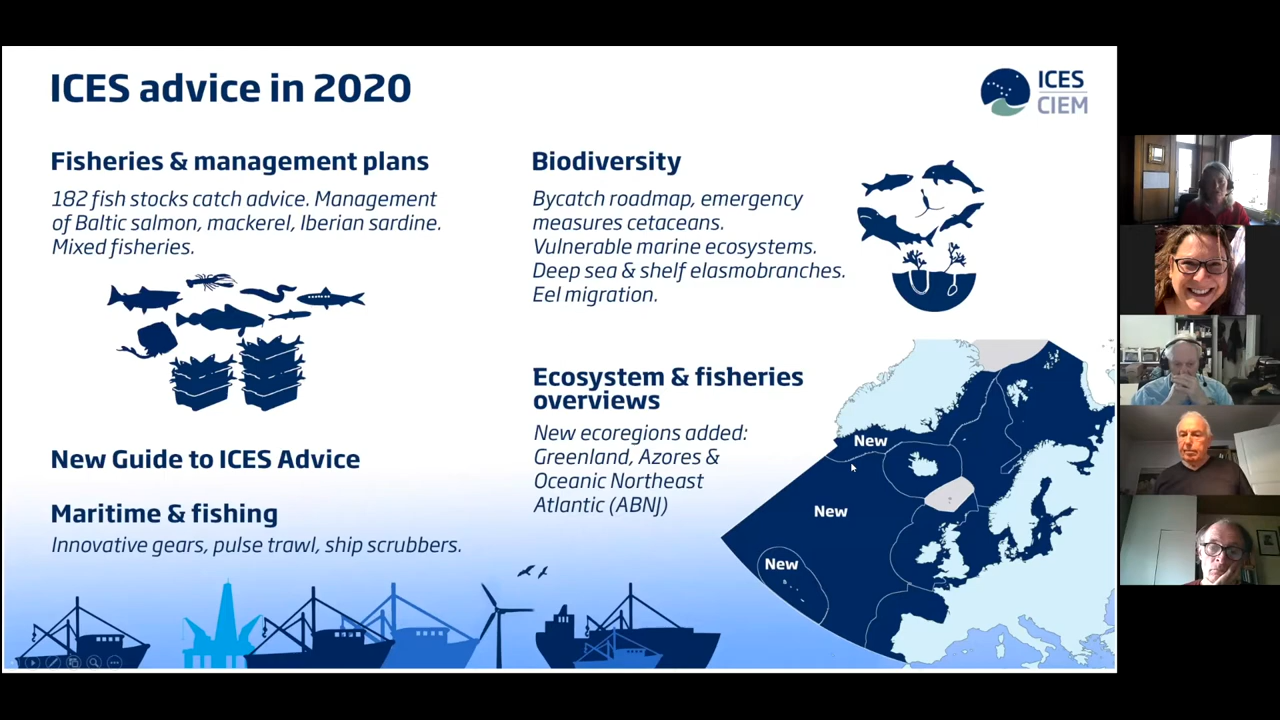 ICES advice in 2020
ICES
CIEM
Fisheries & management plans
182 fish stocks catch advice. Management
of Baltic salmon, mackerel, Iberian sardine.
Mixed fisheries.
New Guide to ICES Advice
Maritime & fishing
Innovative gears, pulse trawl, ship scrubbers.
Biodiversity
Bycatch roadmap, emergency
measures cetaceans.
Vulnerable marine ecosystems.
Deep sea & shelf elasmobranches.
Eel migration.
Ecosystem & fisheries
overviews
New ecoregions added:
Greenland, Azores &
Oceanic Northeast
Atlantic (ABNJ)
New
New
New